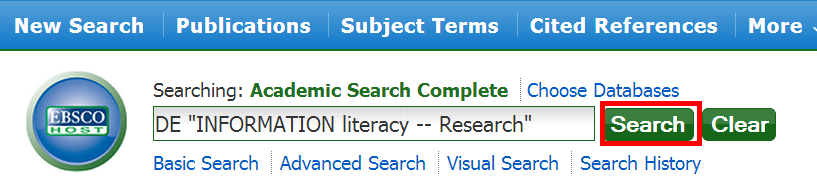 New Search Publications Subject Terms Cited References More
Searching: Academic Search Complete Choose Databases
EBSCO
HOST
DE "INFORMATION literacy -- Research" Search Clear
Basic Search Advanced Search Visual Search Search History